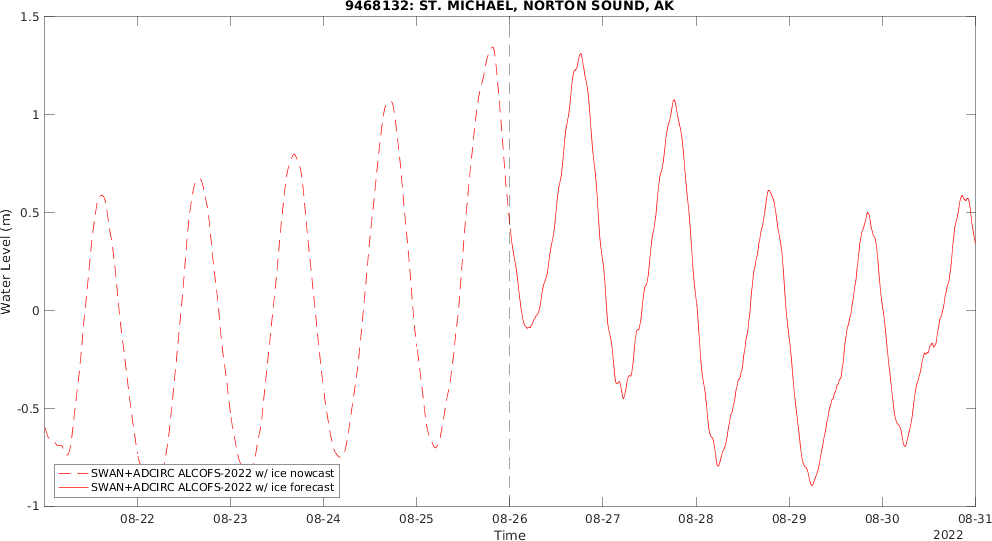 9468132: ST. MICHAEL, NORTON SOUND, AK
1.5
1
0.5
0
-0.5
-1
Water Level (m)
SWAN+ADCIRC ALCOFS-2022 w/ ice nowcast
SWAN+ADCIRC ALCOFS-2022 w/ ice forecast
08-22 08-23 08-24 08-25 08-26 08-27 08-28 08-29 08-30 08-31
Time
2022